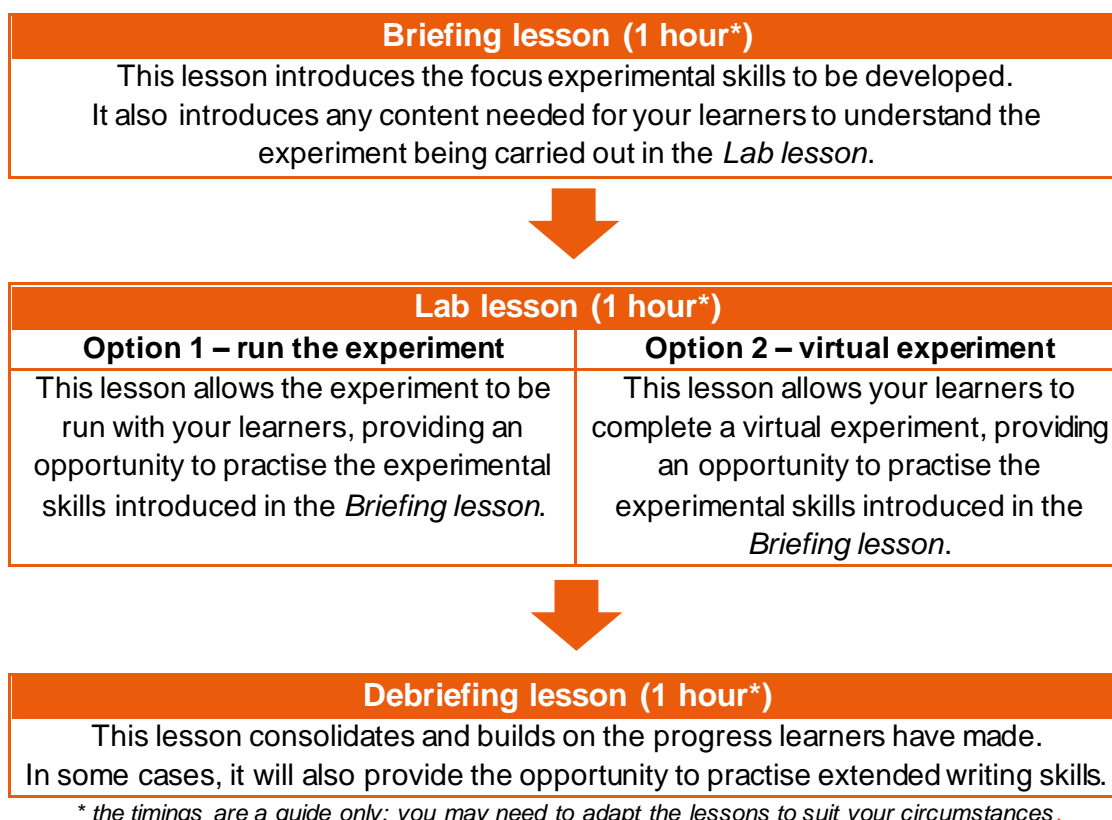 Briefing lesson (1 hour*)
This lesson introduces the focus experimental skills to be developed.
It also introduces any content needed for your learners to understand the
experiment being carried out in the Lab lesson.
Lab lesson (1 hour*)
Option 1 – run the experiment
This lesson allows the experiment to be
run with your learners, providing an
opportunity to practise the experimental
skills introduced in the Briefing lesson.
Option 2 – virtual experiment
This lesson allows your learners to
complete a virtual experiment, providing
an opportunity to practise the
experimental skills introduced in the
Briefing lesson.
Debriefing lesson (1 hour*)
This lesson consolidates and builds on the progress learners have made.
In some cases, it will also provide the opportunity to practise extended writing skills.
* the timings are a guide only; you may need to adapt the lessons to suit your circumstances.